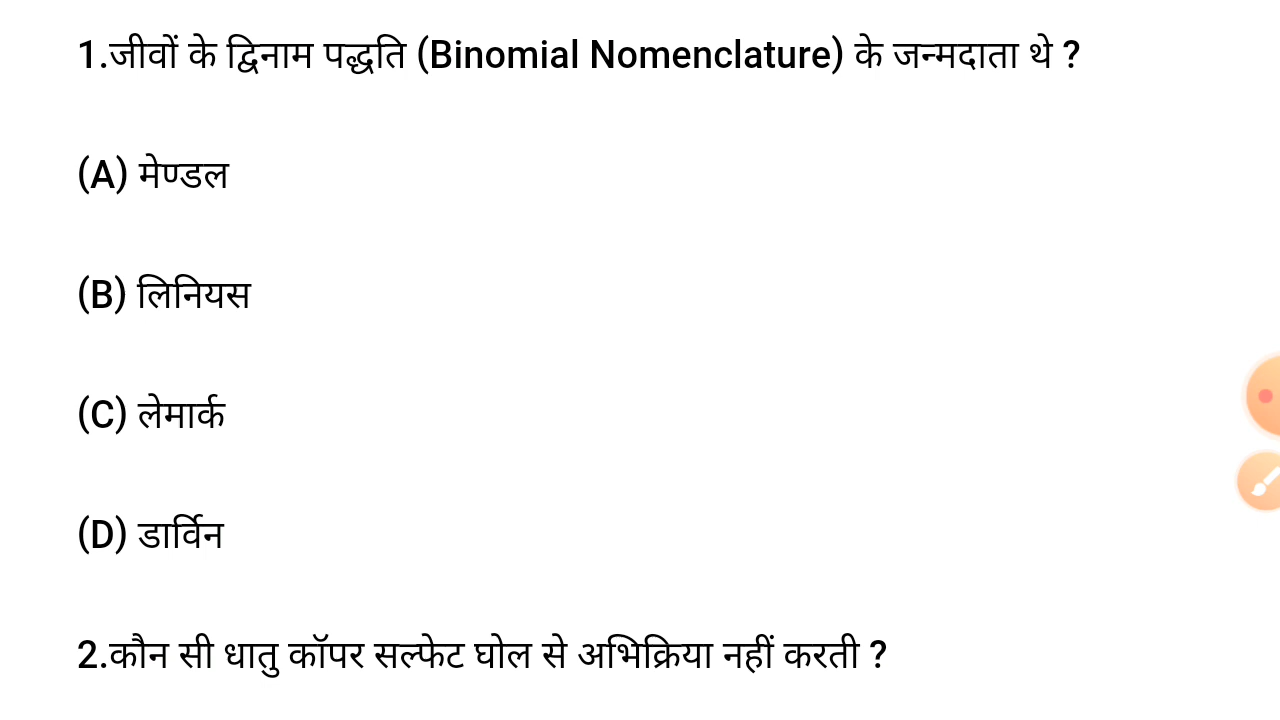 1.जीवों के द्विनाम पद्धति (Binomial Nomenclature) के जन्मदाता थे ?
(A) मेण्डल
(B) लिनियस
(C) लेमार्क
(D) डार्विन
2.कौन सी धातु कॉपर सल्फेट घोल से अभिक्रिया नहीं करती ?